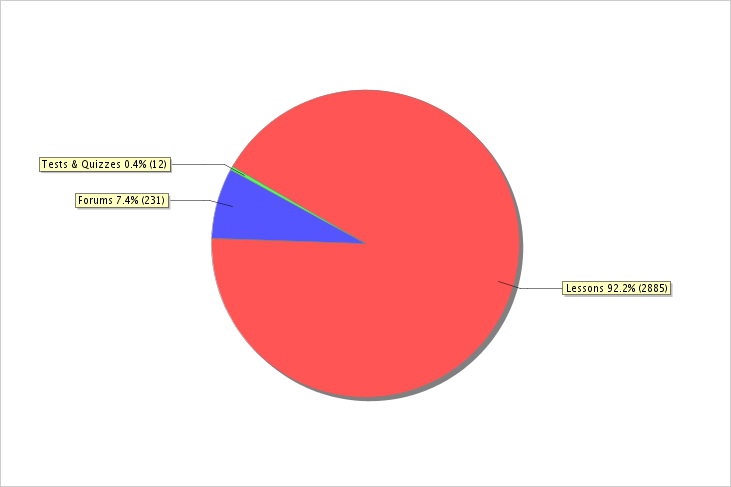 Tests & Quizzes 0.4% (12)
Forums 7.4% (231)
Lessons 92.2% (2885)